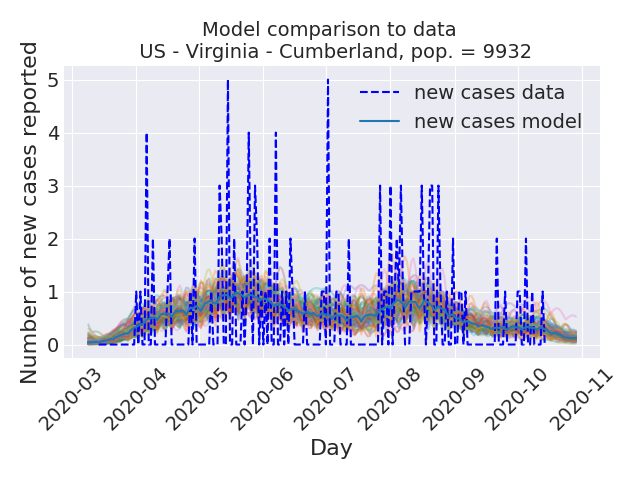 Model comparison to data
US - Virginia - Cumberland, pop. = 9932
Number of new cases reported
5
4
3
2
1
0
new cases data
new cases model
2020-03
2020-04
2020-05
2020-06
2020-07
2020-08
2020-09
2020-10
2020-11
Day